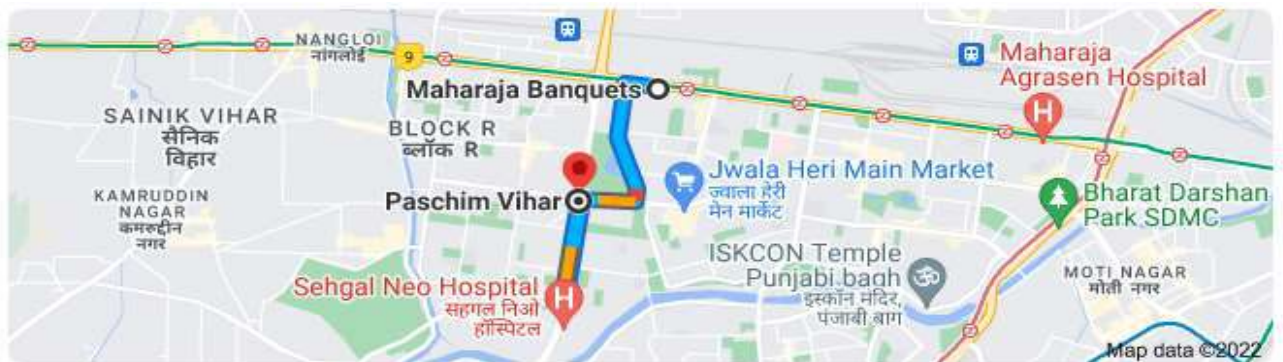 NANGLOI
नांगलोई
9
Maharaja
Agrasen Hospital
H
Maharaja Banquets
SAINIK VIHAR
सैनिक
विहार
BLOCK R
ब्लॉक R
Jwala Heri Main Market
ज्वाला हेरी
मेन मार्केट
KAMRUDDIN
NAGAR
कमरुद्दीन
नगर
Paschim Vihar
Bharat Darshan
Park SDMC
ISKCON Temple
Punjabi bagh
इस्कॉन मंदिर,
पंजाबी बाग
MOTI NAGAR
मोती नगर
Sehgal Neo Hospital
सहगल निओ
हॉस्पिटल
H
Map data ©2022